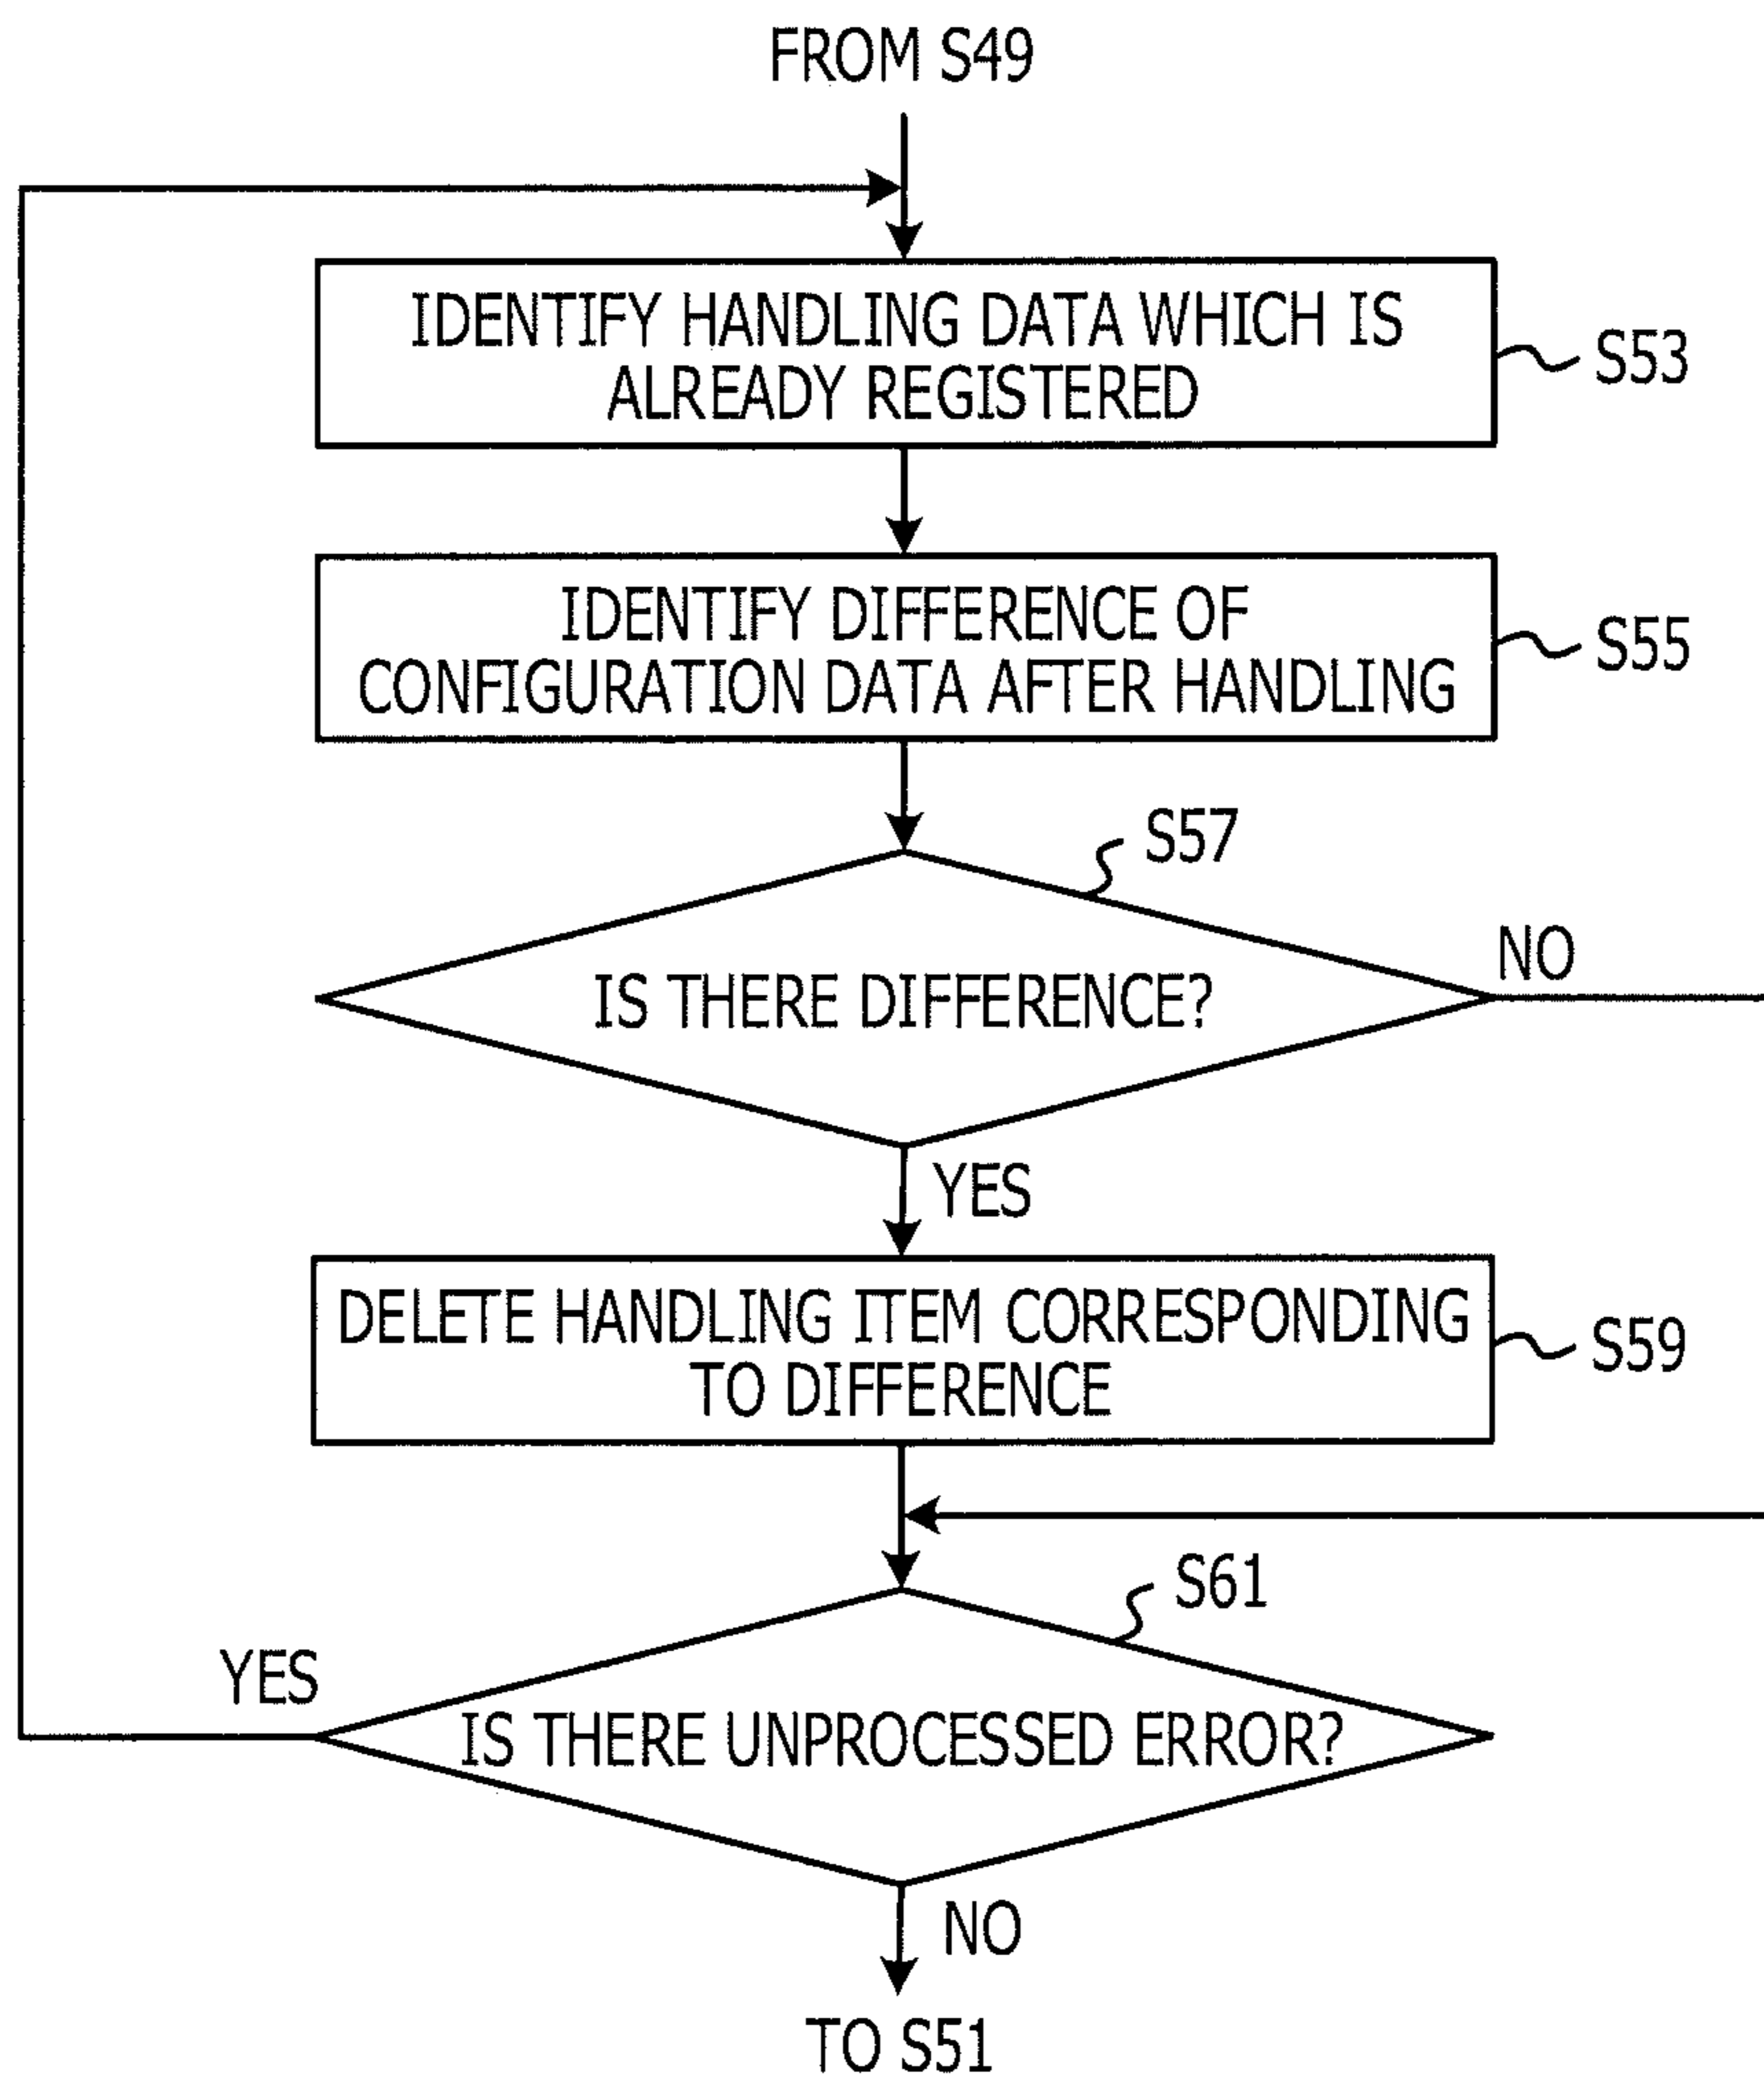 FROM S49
IDENTIFY HANDLING DATA WHICH IS
ALREADY REGISTERED
S53
IDENTIFY DIFFERENCE OF
CONFIGURATION DATA AFTER HANDLING
S55
S57
IS THERE DIFFERENCE?
NO
YES
DELETE HANDLING ITEM CORRESPONDING
TO DIFFERENCE
S59
S61
YES
IS THERE UNPROCESSED ERROR?
NO
TO S51